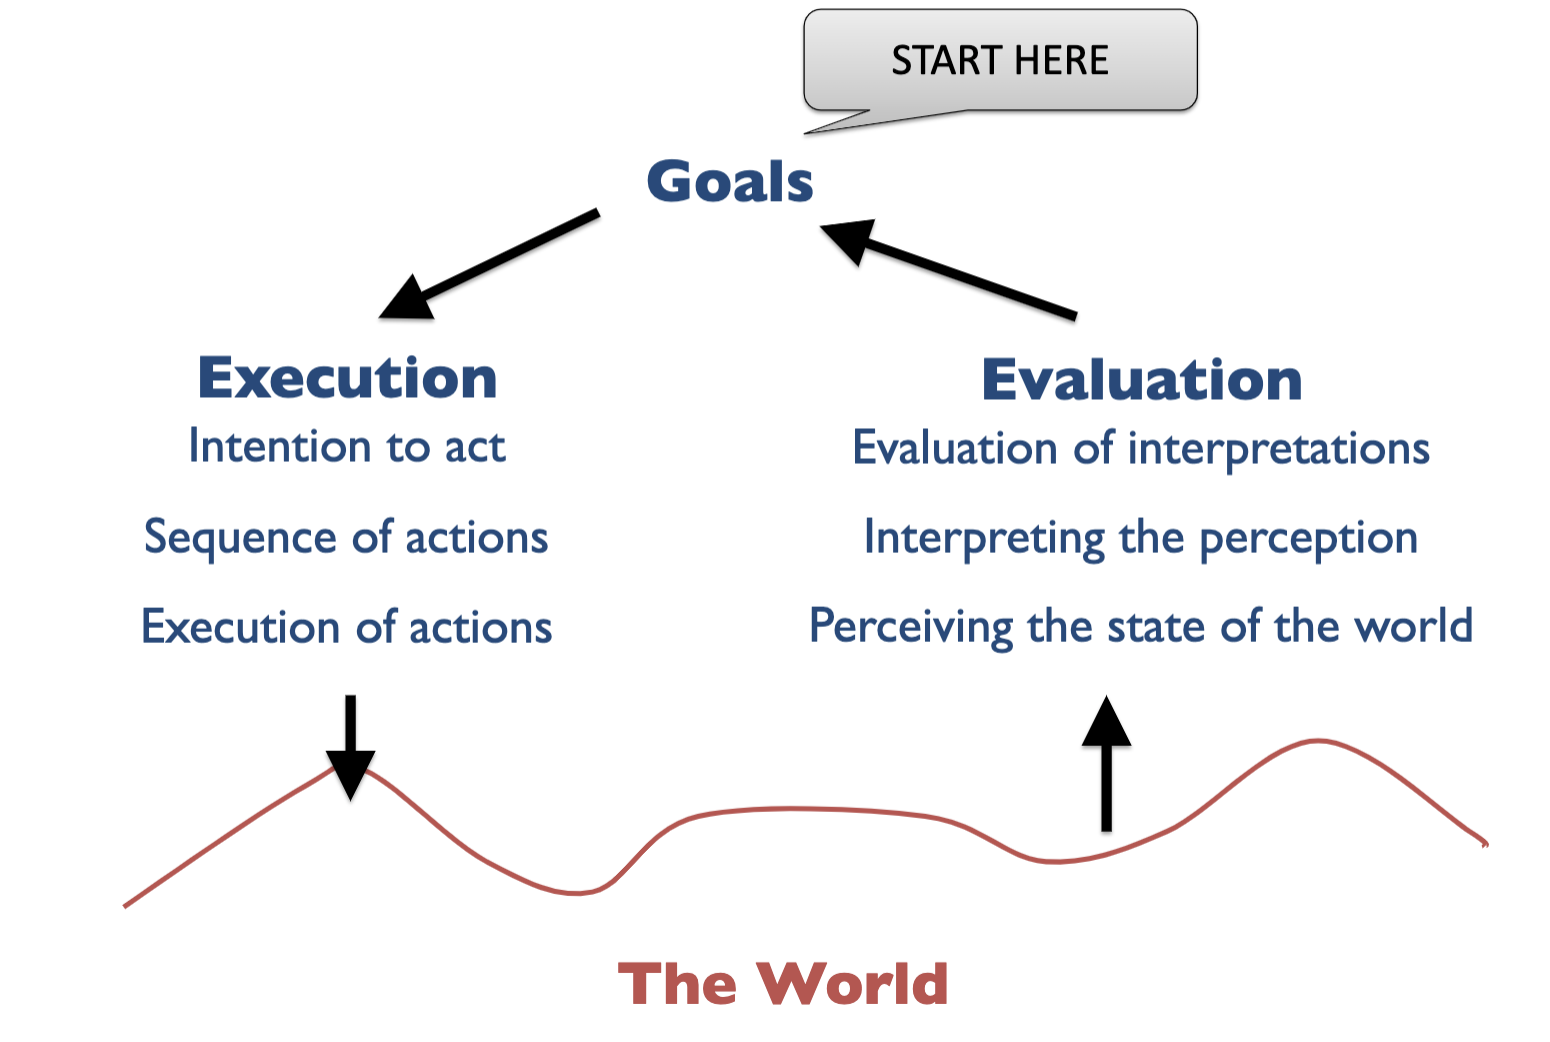 START HERE
Goals
Execution
Intention to act
Sequence of actions
Execution of actions
Evaluation
Evaluation of interpretations
Interpreting the perception
Perceiving the state of the world
The World